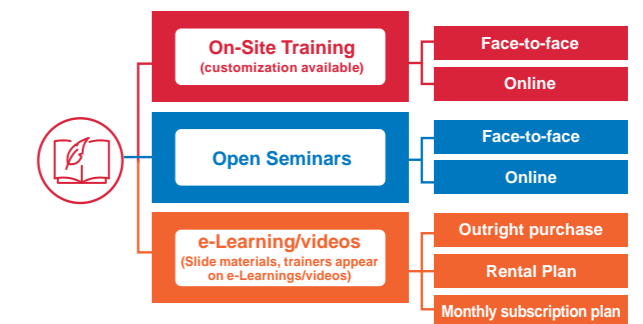 On-Site Training
(customization available)
Face-to-face
Online
Open Seminars
Face-to-face
Online
e-Learning/videos
(Slide materials, trainers appear
on e-Learnings/videos)
Outright purchase
Rental Plan
Monthly subscription plan